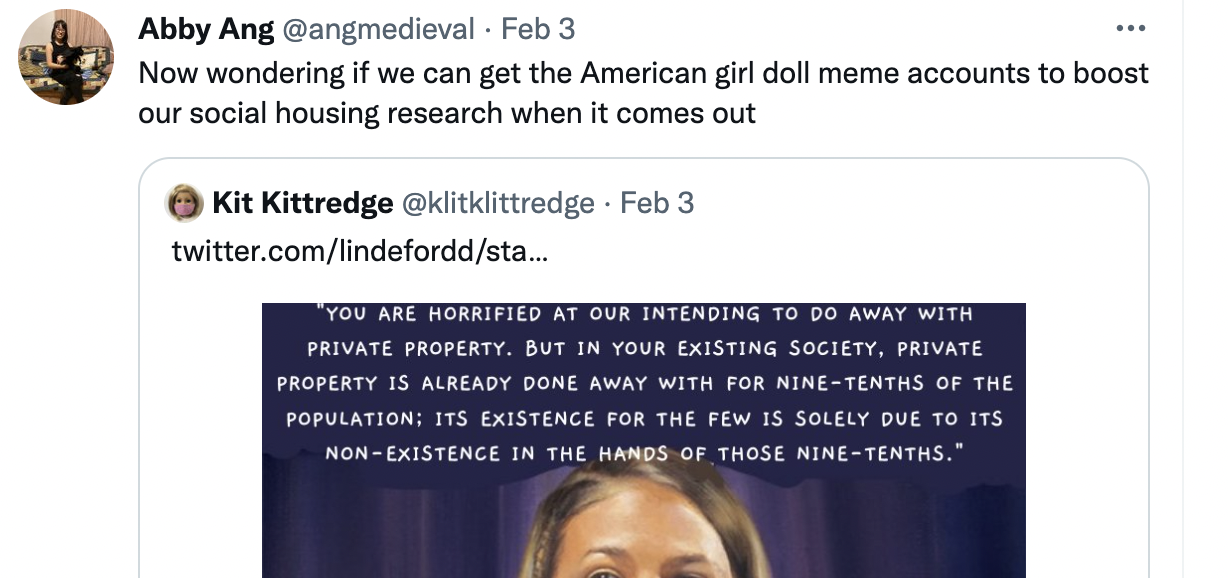 Abby Ang @angmedieval · Feb 3
Now wondering if we can get the American girl doll meme accounts to boost
our social housing research when it comes out
Kit Kittredge @klitklittredge · Feb 3
twitter.com/lindefordd/sta...
"YOU ARE HORRIFIED AT OUR INTENDING TO DO AWAY WITH
PRIVATE PROPERTY. BUT IN YOUR EXISTING SOCIETY, PRIVATE
PROPERTY IS ALREADY DONE AWAY WITH FOR NINE-TENTHS OF THE
POPULATION; ITS EXISTENCE FOR THE FEW IS SOLELY DUE TO ITS
NON-EXISTENCE IN THE HANDS OF THOSE NINE-TENTHS."